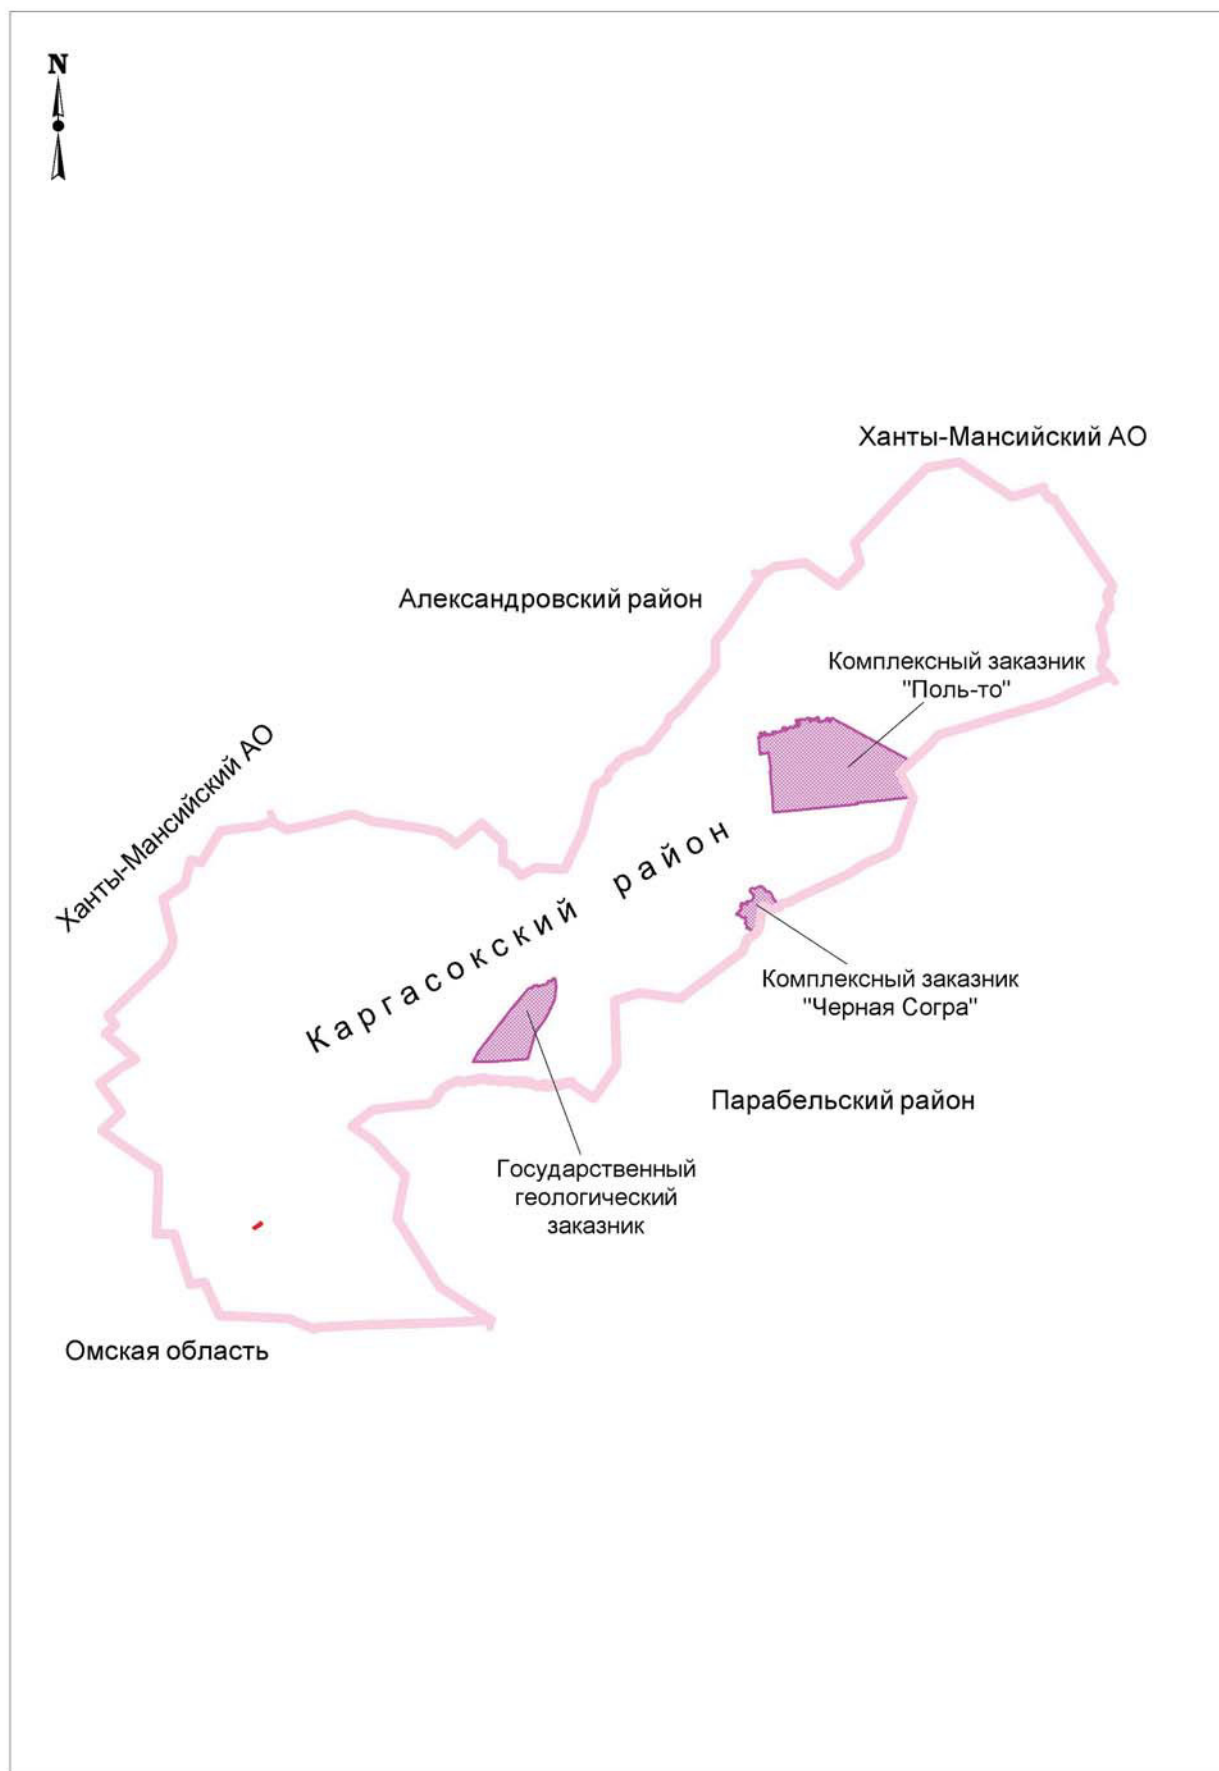 N
Ханты-Мансийский АО
Александровский район
Комплексный заказник
"Поль-то"
Ханты-Мансийский АО
Каргасокский район
Комплексный заказник
"Черная Согра"
Парабельский район
Государственный
геологический
заказник
Омская область